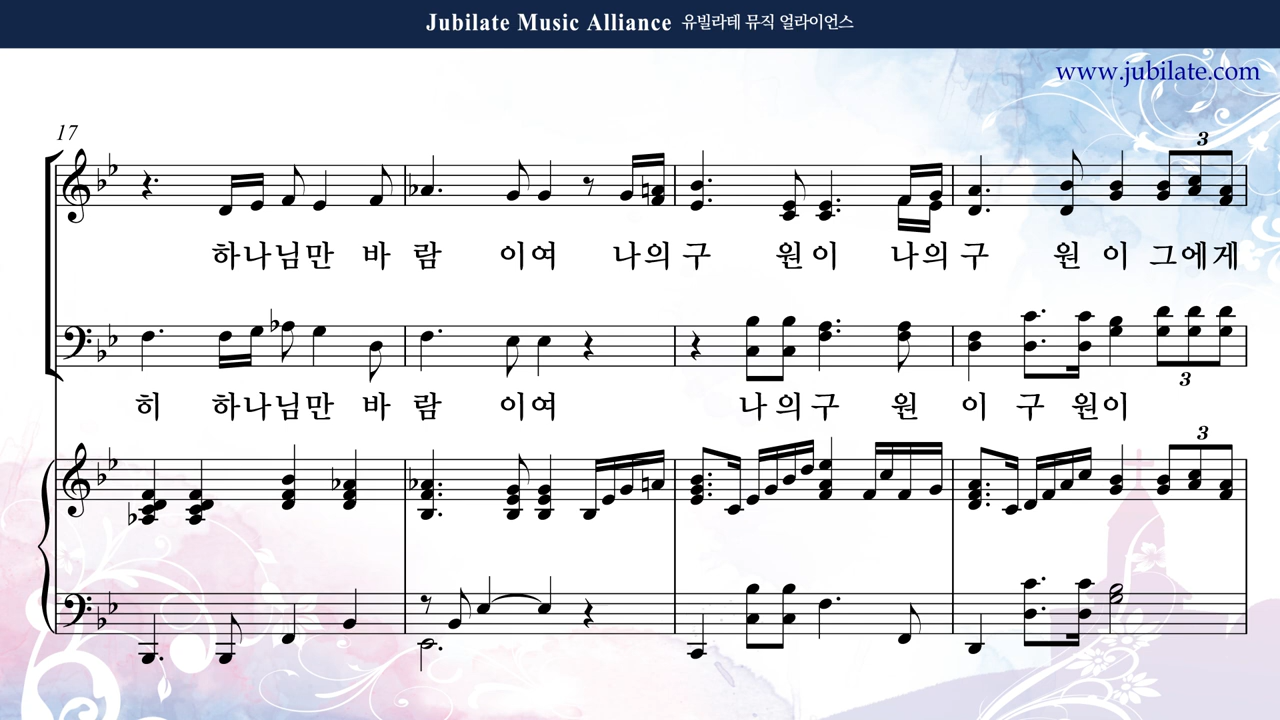 Jubilate Music Alliance 유빌라테 뮤직 얼라이언스
www.jubilate.com
17
3
하나님만 바 람 이여 나의 구 원이 나의 구 원 이 그에게
3
히 하나님만 바 람 이여 나의구 원 이 구 원이
3